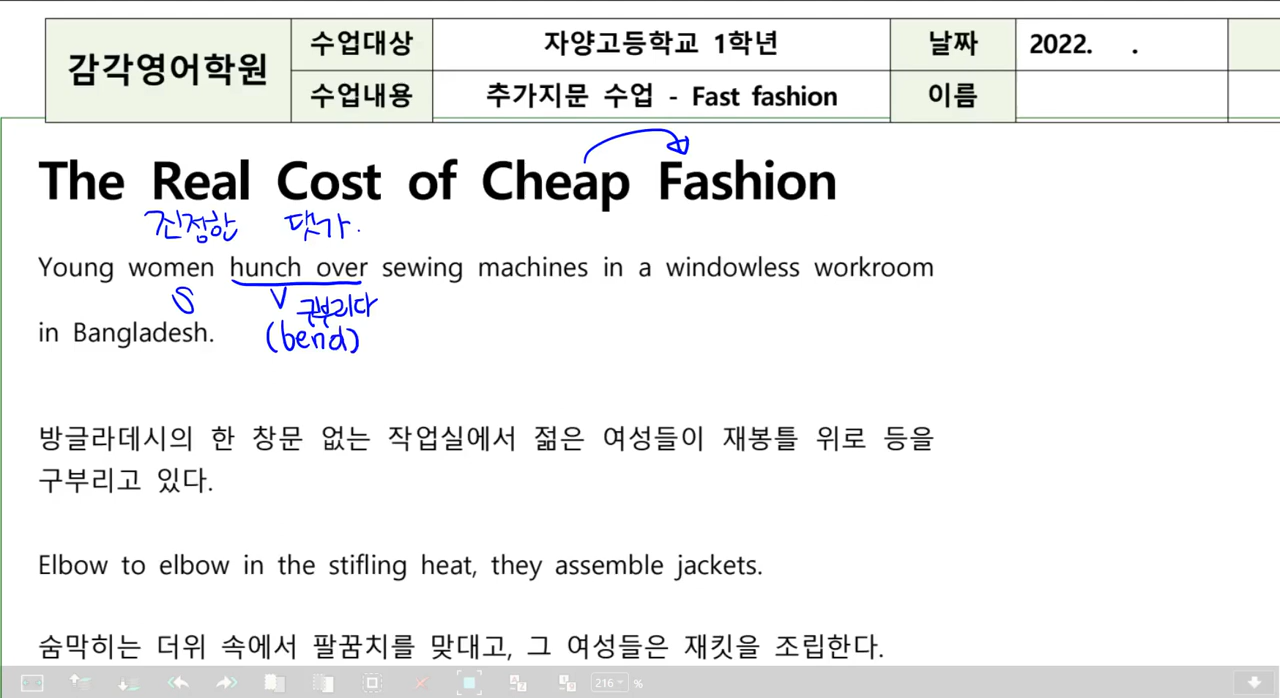 감각영어학원 수업대상 자양고등학교 1학년 날짜 2022. .
수업내용 추가지문 수업 - Fast fashion 이름
The Real Cost of Cheap Fashion
진정한 댓가.
Young women hunch over sewing machines in a windowless workroom
S V 구부리다
in Bangladesh. (bend)
방글라데시의 한 창문 없는 작업실에서 젊은 여성들이 재봉틀 위로 등을
구부리고 있다.
Elbow to elbow in the stifling heat, they assemble jackets.
숨막히는 더위 속에서 팔꿈치를 맞대고, 그 여성들은 재킷을 조립한다.
216 %